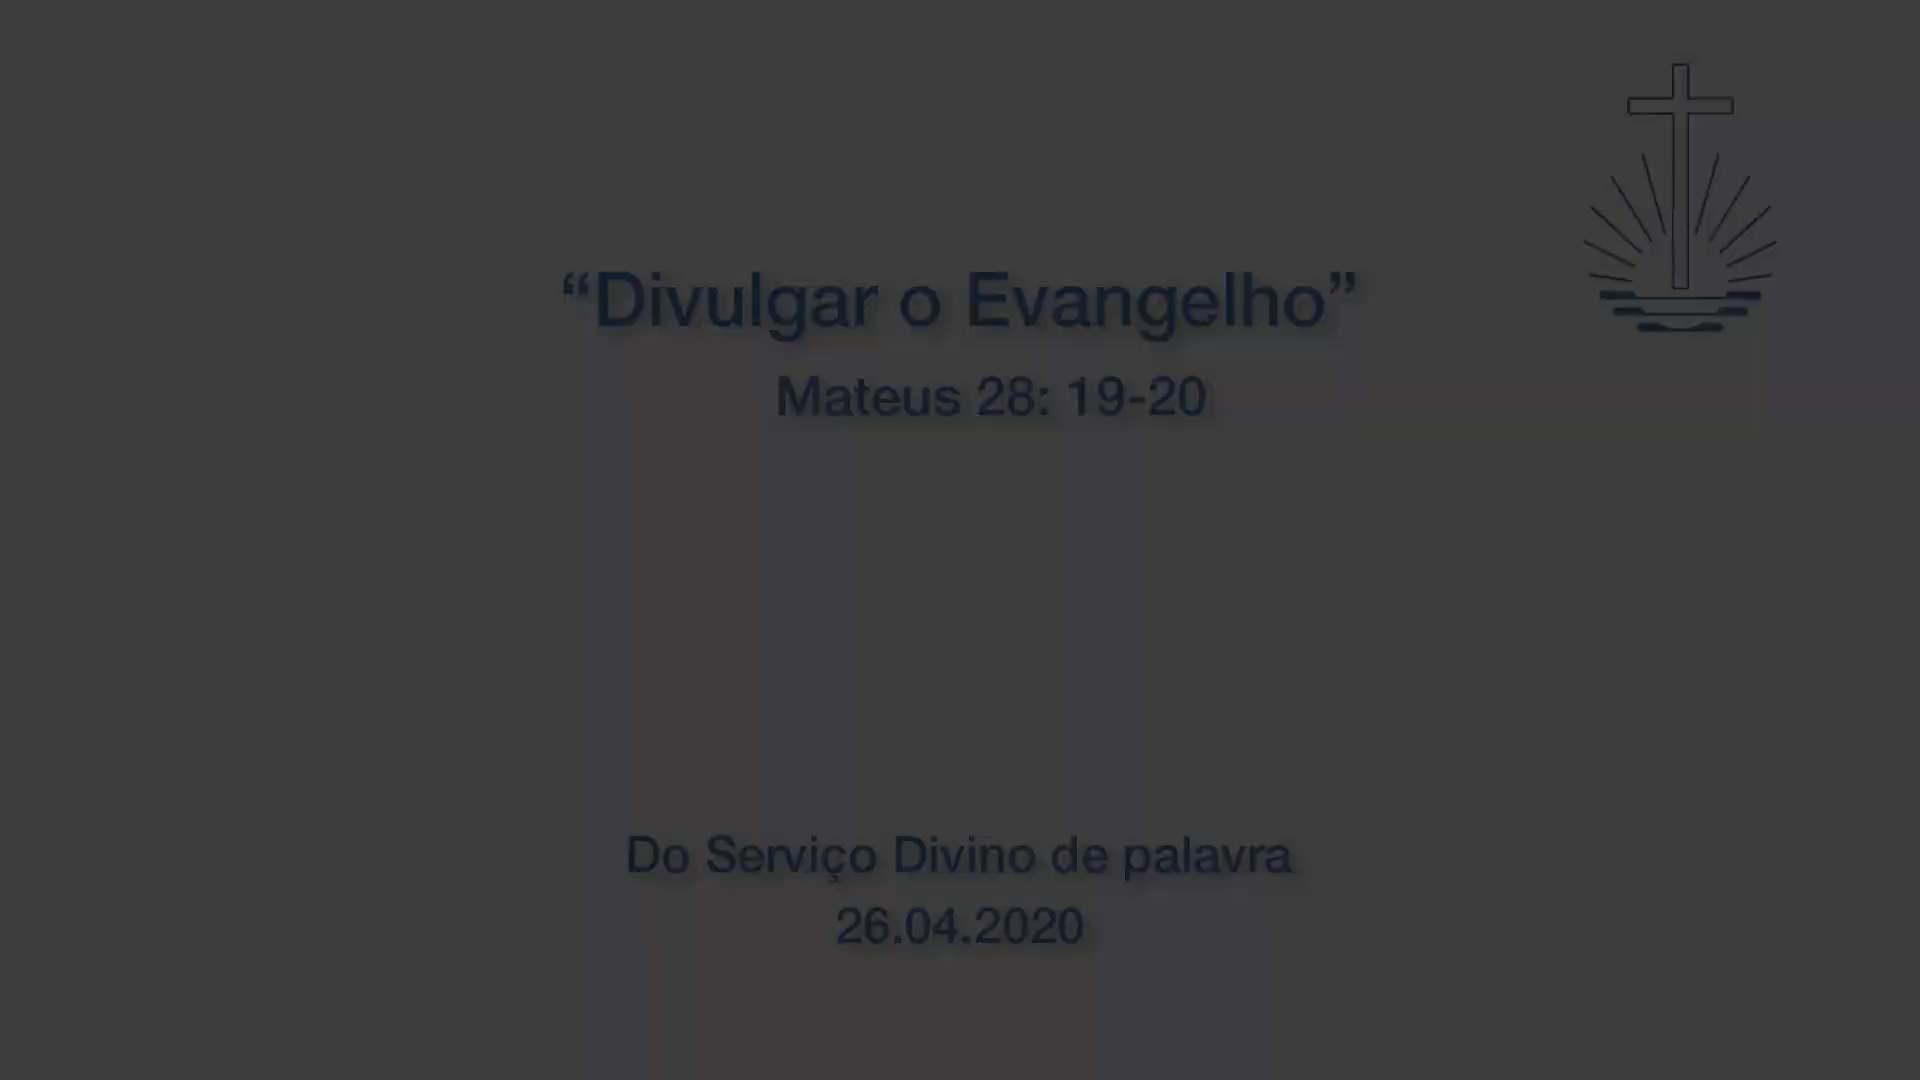 “Divulgar o Evangelho”
Mateus 28: 19-20
Do Serviço Divino de palavra
26.04.2020